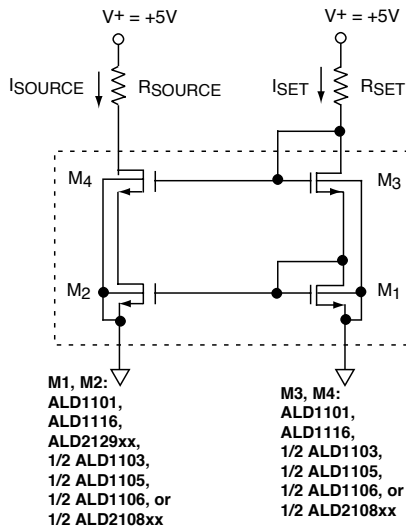 V+ = +5V
V+ = +5V
ISOURCE
RSOURCE
ISET
RSET
M4
M3
M2
M1
M1, M2:
ALD1101,
ALD1116,
ALD2129xx,
1/2 ALD1103,
1/2 ALD1105,
1/2 ALD1106, or
1/2 ALD2108xx
M3, M4:
ALD1101,
ALD1116,
1/2 ALD1103,
1/2 ALD1105,
1/2 ALD1106, or
1/2 ALD2108xx